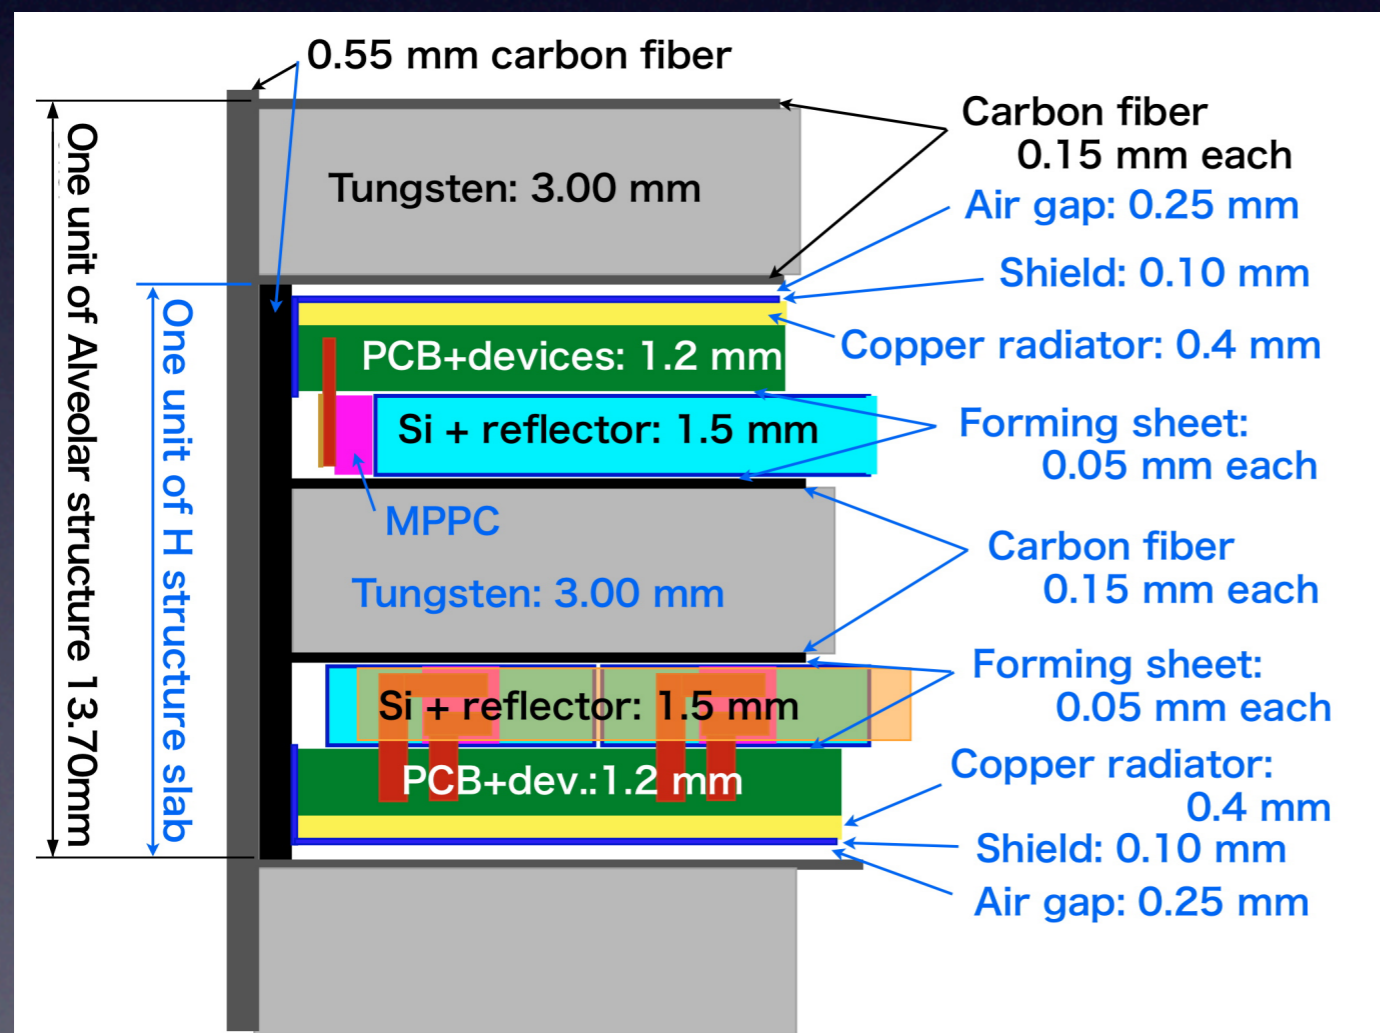 0.55 mm carbon fiber
Carbon fiber
0.15 mm each
Tungsten: 3.00 mm
Air gap: 0.25 mm
Shield: 0.10 mm
Copper radiator: 0.4 mm
PCB+devices: 1.2 mm
Si + reflector: 1.5 mm
Forming sheet:
0.05 mm each
MPPC
Carbon fiber
0.15 mm each
Tungsten: 3.00 mm
Forming sheet:
0.05 mm each
Si + reflector: 1.5 mm
PCB+dev.:1.2 mm
Copper radiator:
0.4 mm
Shield: 0.10 mm
Air gap: 0.25 mm
One unit of Alveolar structure 13.70mm
One unit of H structure slab